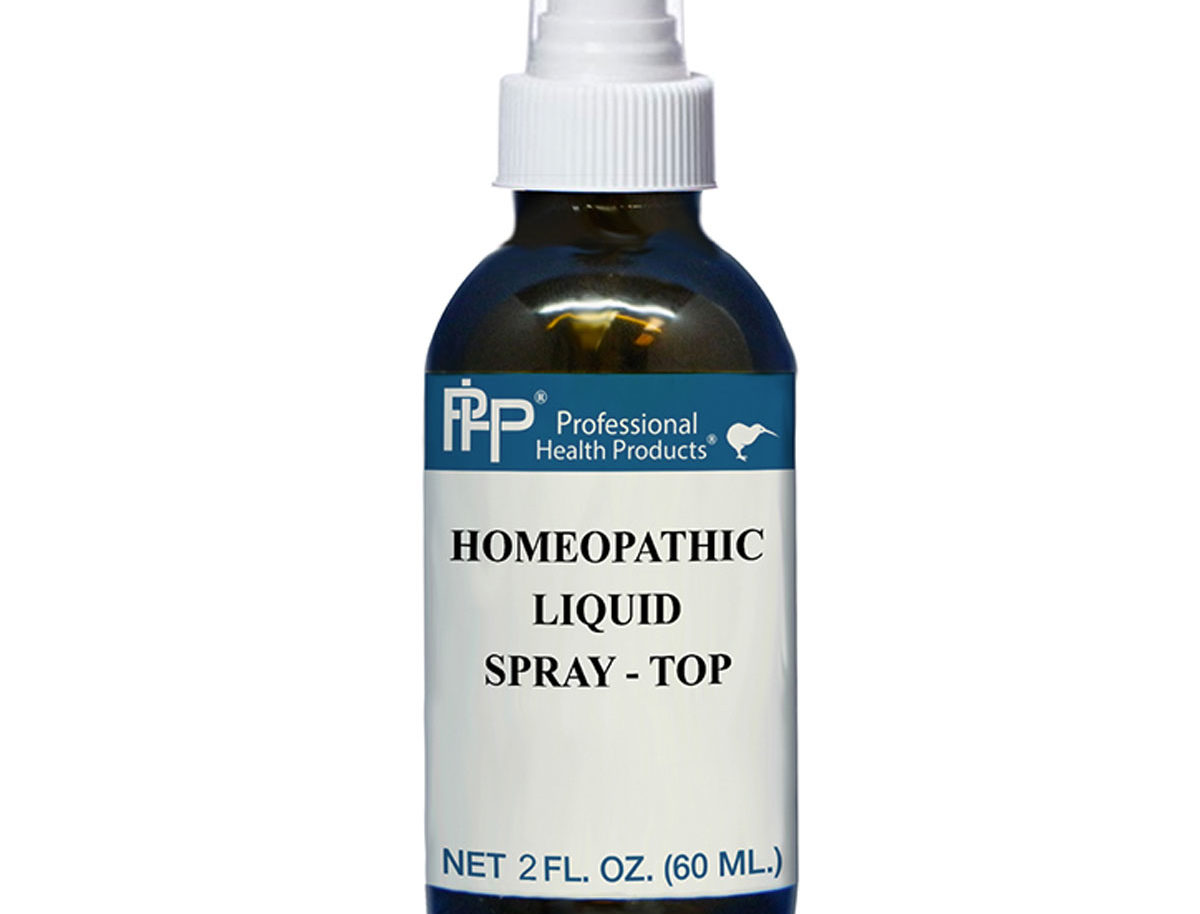 PHP® Professional
Health Products®
HOMEOPATHIC
LIQUID
SPRAY - TOP
NET 2 FL. OZ. (60 ML.)